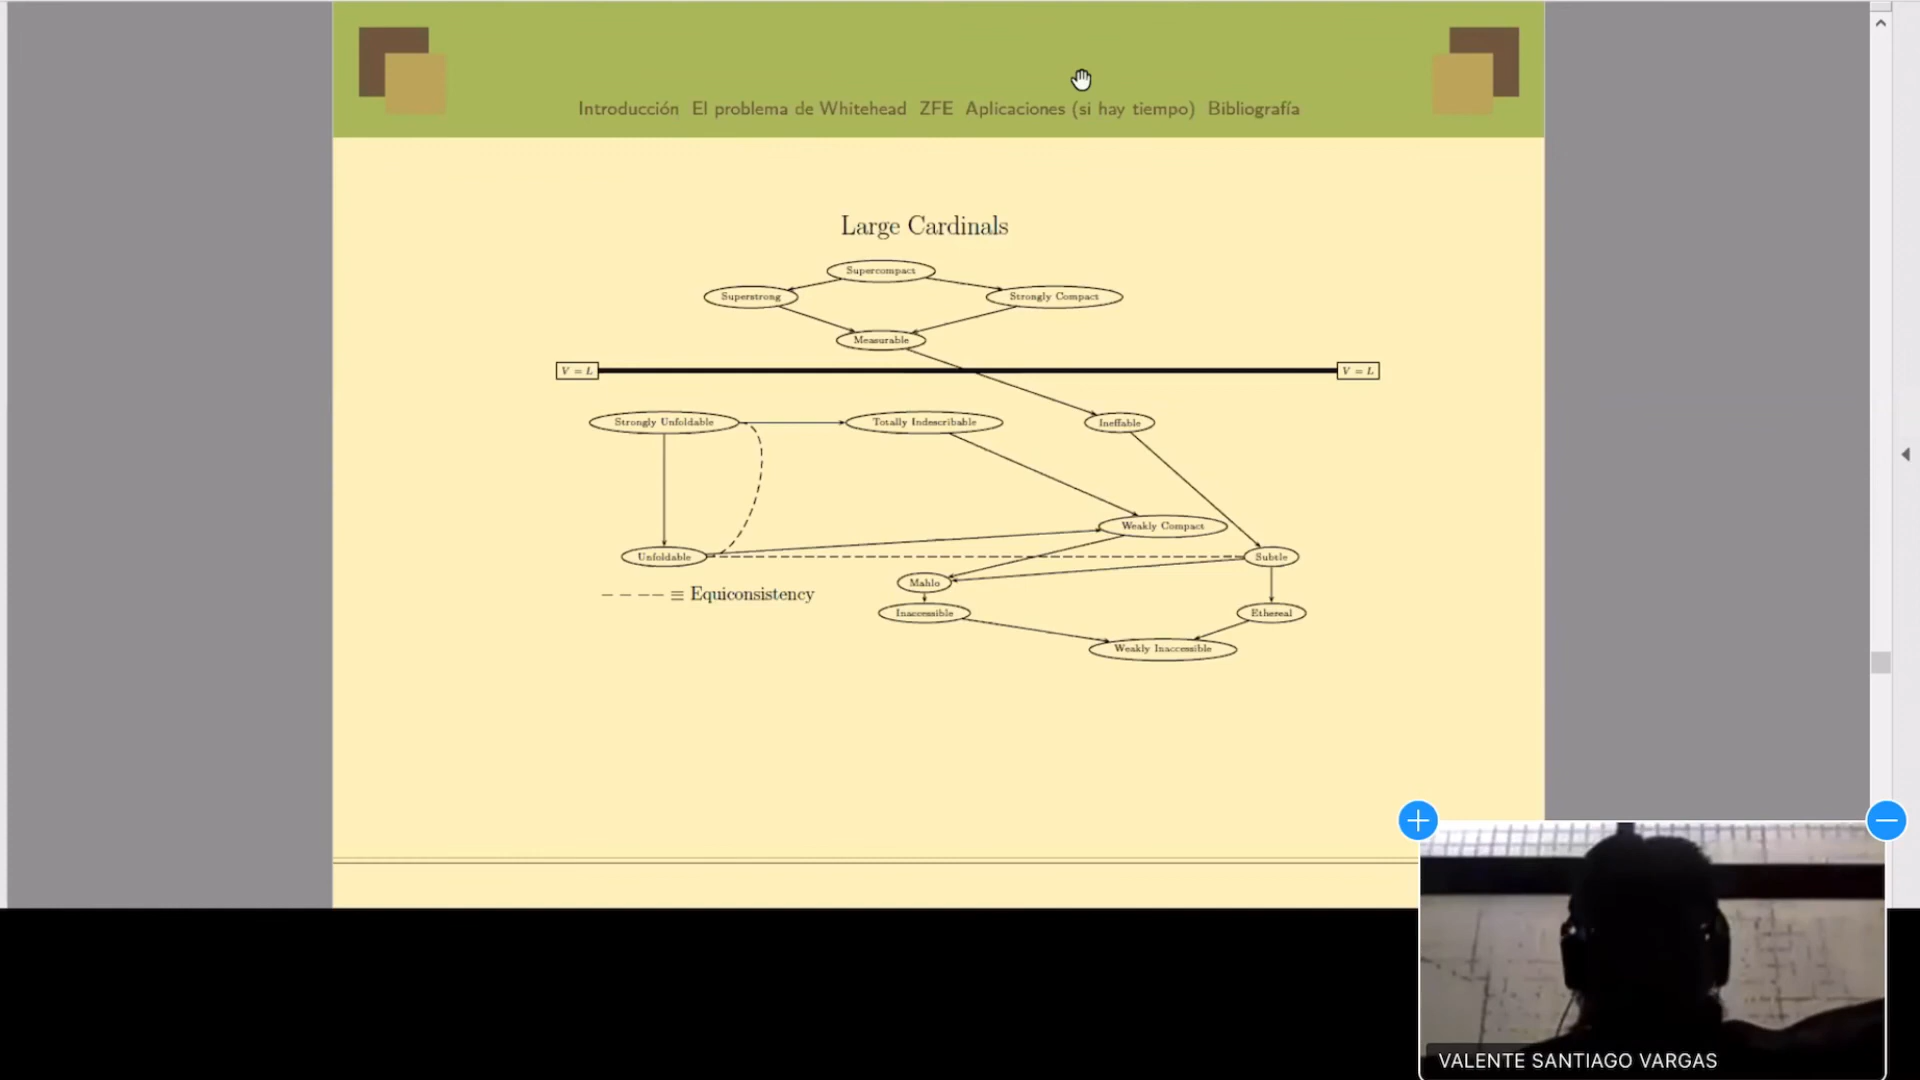 Introducción El problema de Whitehead ZFE Aplicaciones (si hay tiempo) Bibliografía
Large Cardinals
Supercompact
Superstrong
Strongly Compact
Measurable
V = L
V = L
Strongly Unfoldable
Totally Indescribable
Ineffable
Weakly Compact
Unfoldable
Subtle
Mahlo
---- ≡ Equiconsistency
Inaccessible
Ethereal
Weakly Inaccessible
VALENTE SANTIAGO VARGAS